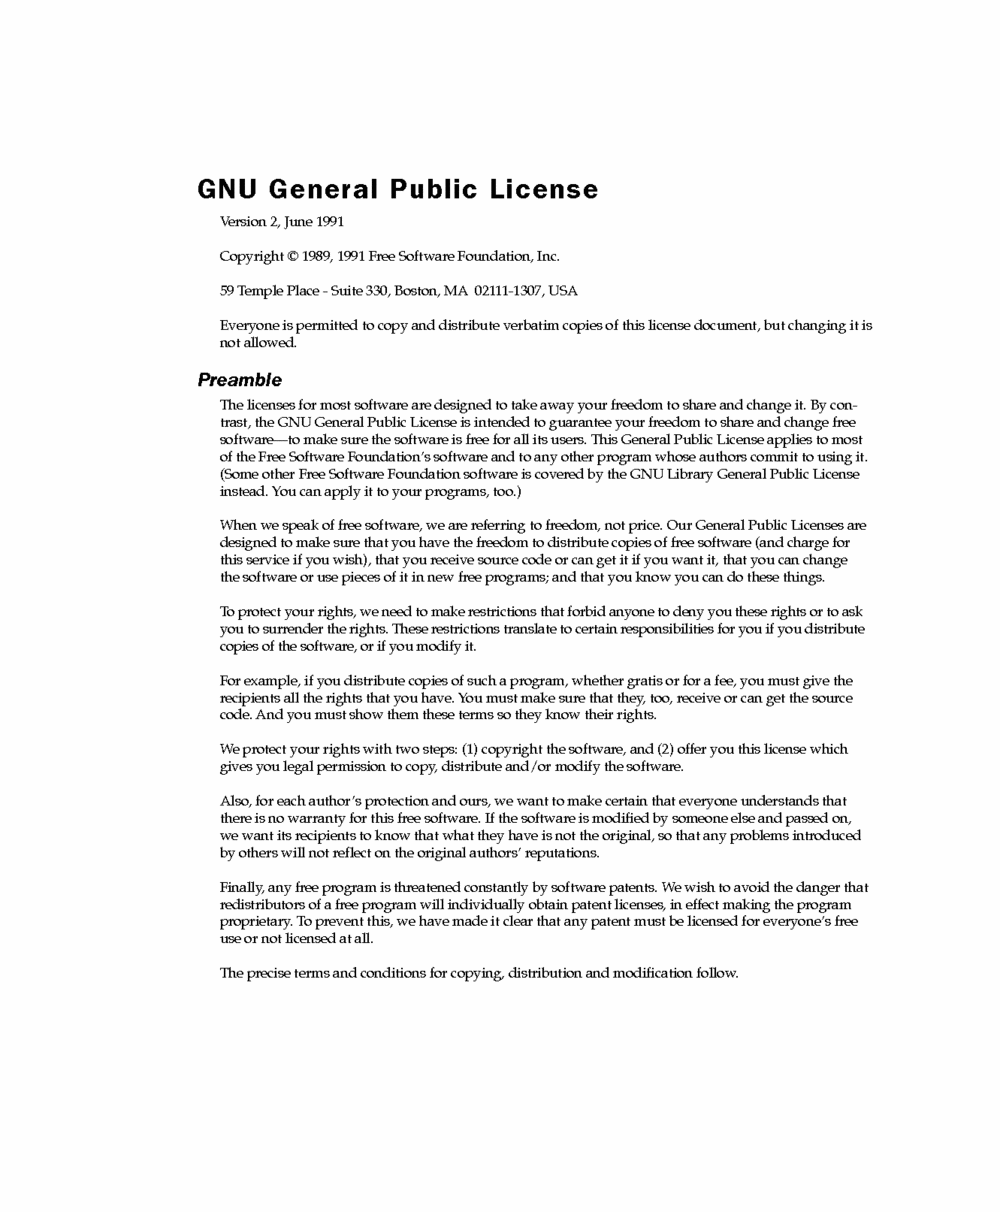 GNU General Public License
Version 2, June 1991
Copyright © 1989, 1991 Free Software Foundation, Inc.
59 Temple Place - Suite 330, Boston, MA  02111-1307, USA
Everyone is permitted to copy and distribute verbatim copies of this license document, but changing it is
not allowed.
Preamble
The licenses for most software are designed to take away your freedom to share and change it. By con-
trast, the GNU General Public License is intended to guarantee your freedom to share and change free
software—to make sure the software is free for all its users. This General Public License applies to most
of the Free Software Foundation’s software and to any other program whose authors commit to using it.
(Some other Free Software Foundation software is covered by the GNU Library General Public License
instead. You can apply it to your programs, too.)
When we speak of free software, we are referring to freedom, not price. Our General Public Licenses are
designed to make sure that you have the freedom to distribute copies of free software (and charge for
this service if you wish), that you receive source code or can get it if you want it, that you can change
the software or use pieces of it in new free programs; and that you know you can do these things.
To protect your rights, we need to make restrictions that forbid anyone to deny you these rights or to ask
you to surrender the rights. These restrictions translate to certain responsibilities for you if you distribute
copies of the software, or if you modify it.
For example, if you distribute copies of such a program, whether gratis or for a fee, you must give the
recipients all the rights that you have. You must make sure that they, too, receive or can get the source
code. And you must show them these terms so they know their rights.
We protect your rights with two steps: (1) copyright the software, and (2) offer you this license which
gives you legal permission to copy, distribute and/or modify the software.
Also, for each author’s protection and ours, we want to make certain that everyone understands that
there is no warranty for this free software. If the software is modified by someone else and passed on,
we want its recipients to know that what they have is not the original, so that any problems introduced
by others will not reflect on the original authors’ reputations.
Finally, any free program is threatened constantly by software patents. We wish to avoid the danger that
redistributors of a free program will individually obtain patent licenses, in effect making the program
proprietary. To prevent this, we have made it clear that any patent must be licensed for everyone’s free
use or not licensed at all.
The precise terms and conditions for copying, distribution and modification follow.